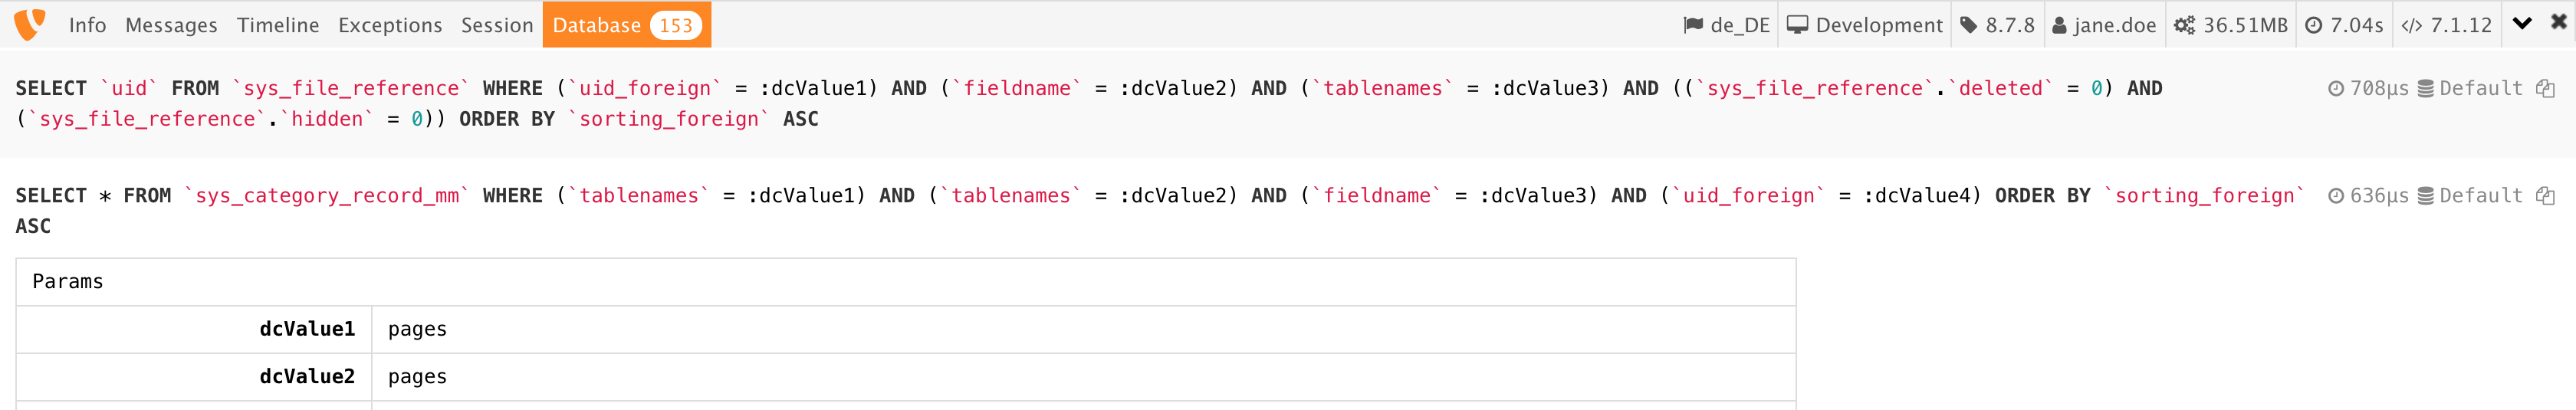 Info Messages Timeline Exceptions Session Database 153 de_DE Development 8.7.8 jane.doe 36.51MB 7.04s 7.1.12
SELECT `uid` FROM `sys_file_reference` WHERE (`uid_foreign` = :dcValue1) AND (`fieldname` = :dcValue2) AND (`tablenames` = :dcValue3) AND ((`sys_file_reference`.`deleted` = 0) AND 708µs Default
(`sys_file_reference`.`hidden` = 0)) ORDER BY `sorting_foreign` ASC
SELECT * FROM `sys_category_record_mm` WHERE (`tablenames` = :dcValue1) AND (`tablenames` = :dcValue2) AND (`fieldname` = :dcValue3) AND (`uid_foreign` = :dcValue4) ORDER BY `sorting_foreign` 636µs Default
ASC
Params
dcValue1 pages
dcValue2 pages